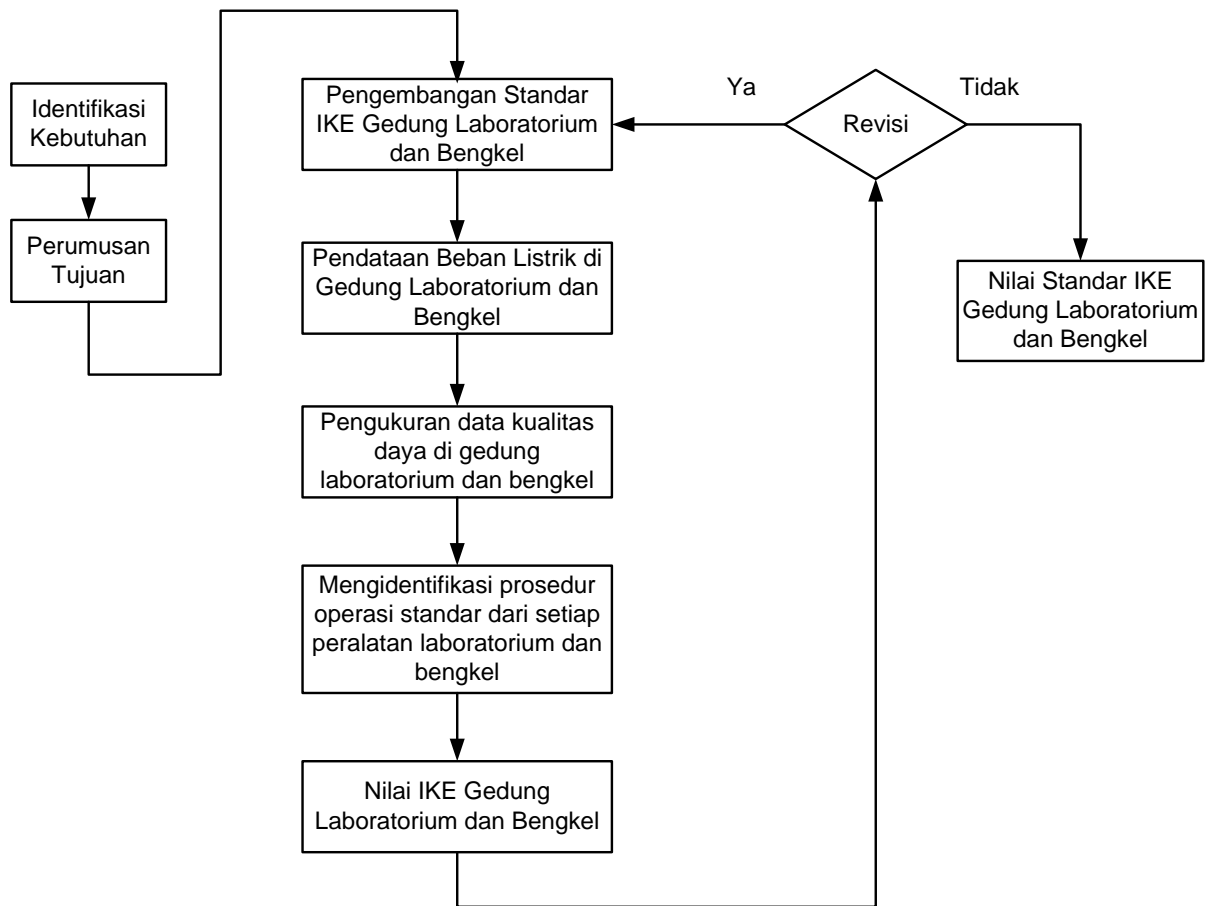 Identifikasi
Kebutuhan
Perumusan
Tujuan
Pengembangan Standar
IKE Gedung Laboratorium
dan Bengkel
Pendataan Beban Listrik di
Gedung Laboratorium dan
Bengkel
Pengukuran data kualitas
daya di gedung
laboratorium dan bengkel
Mengidentifikasi prosedur
operasi standar dari setiap
peralatan laboratorium dan
bengkel
Nilai IKE Gedung
Laboratorium dan Bengkel
Revisi
Ya
Tidak
Nilai Standar IKE
Gedung Laboratorium
dan Bengkel